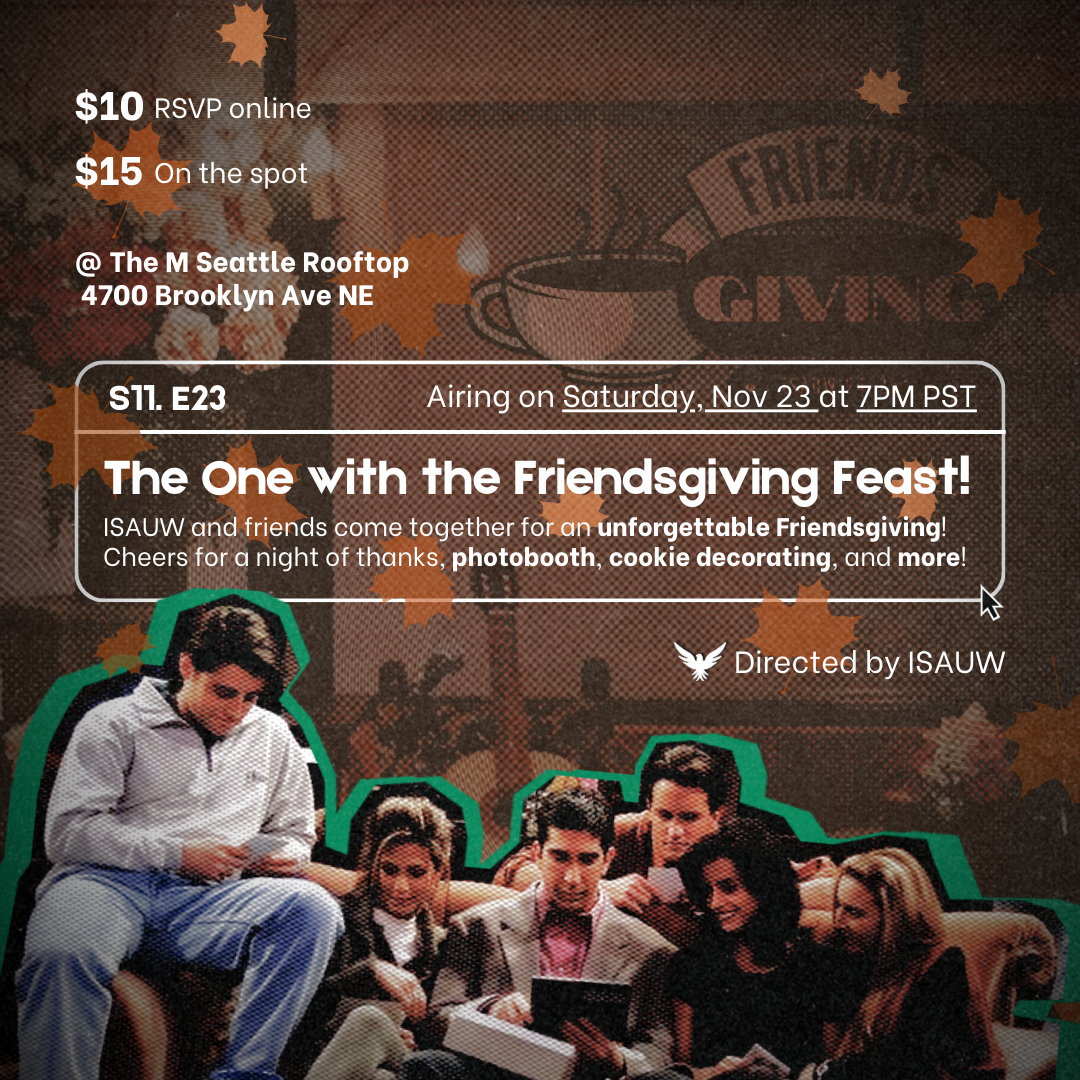 $10 RSVP online
$15 On the spot
@ The M Seattle Rooftop
4700 Brooklyn Ave NE
FRIENDS
GIVING
S11. E23 Airing on Saturday, Nov 23 at 7PM PST
The One with the Friendsgiving Feast!
ISAUW and friends come together for an unforgettable Friendsgiving!
Cheers for a night of thanks, photobooth, cookie decorating, and more!
Directed by ISAUW